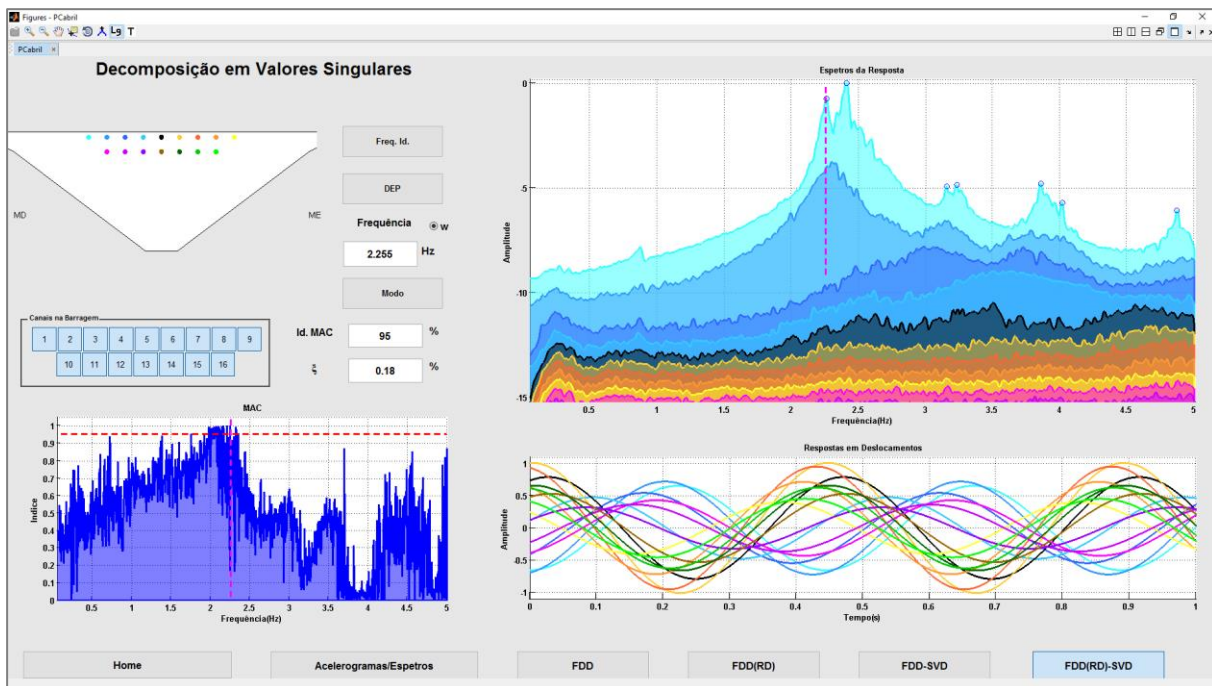 Figures - PCabril
PCabril
Decomposição em Valores Singulares
MD
ME
Freq. Id.
DEP
Frequência
w
2.255
Hz
Modo
Id. MAC
95
%
ξ
0.18
%
Canais na Barragem
1 2 3 4 5 6 7 8 9
10 11 12 13 14 15 16
MAC
Indice
1
0.9
0.8
0.7
0.6
0.5
0.4
0.3
0.2
0.1
0
0.5 1 1.5 2 2.5 3 3.5 4 4.5 5
Frequência(Hz)
Espetros da Resposta
Amplitude
0
-5
-10
-15
0.5 1 1.5 2 2.5 3 3.5 4 4.5 5
Frequência(Hz)
Respostas em Deslocamentos
Amplitude
1
0.5
0
-0.5
-1
0 0.1 0.2 0.3 0.4 0.5 0.6 0.7 0.8 0.9 1
Tempo(s)
Home
Acelerogramas/Espetros
FDD
FDD(RD)
FDD-SVD
FDD(RD)-SVD